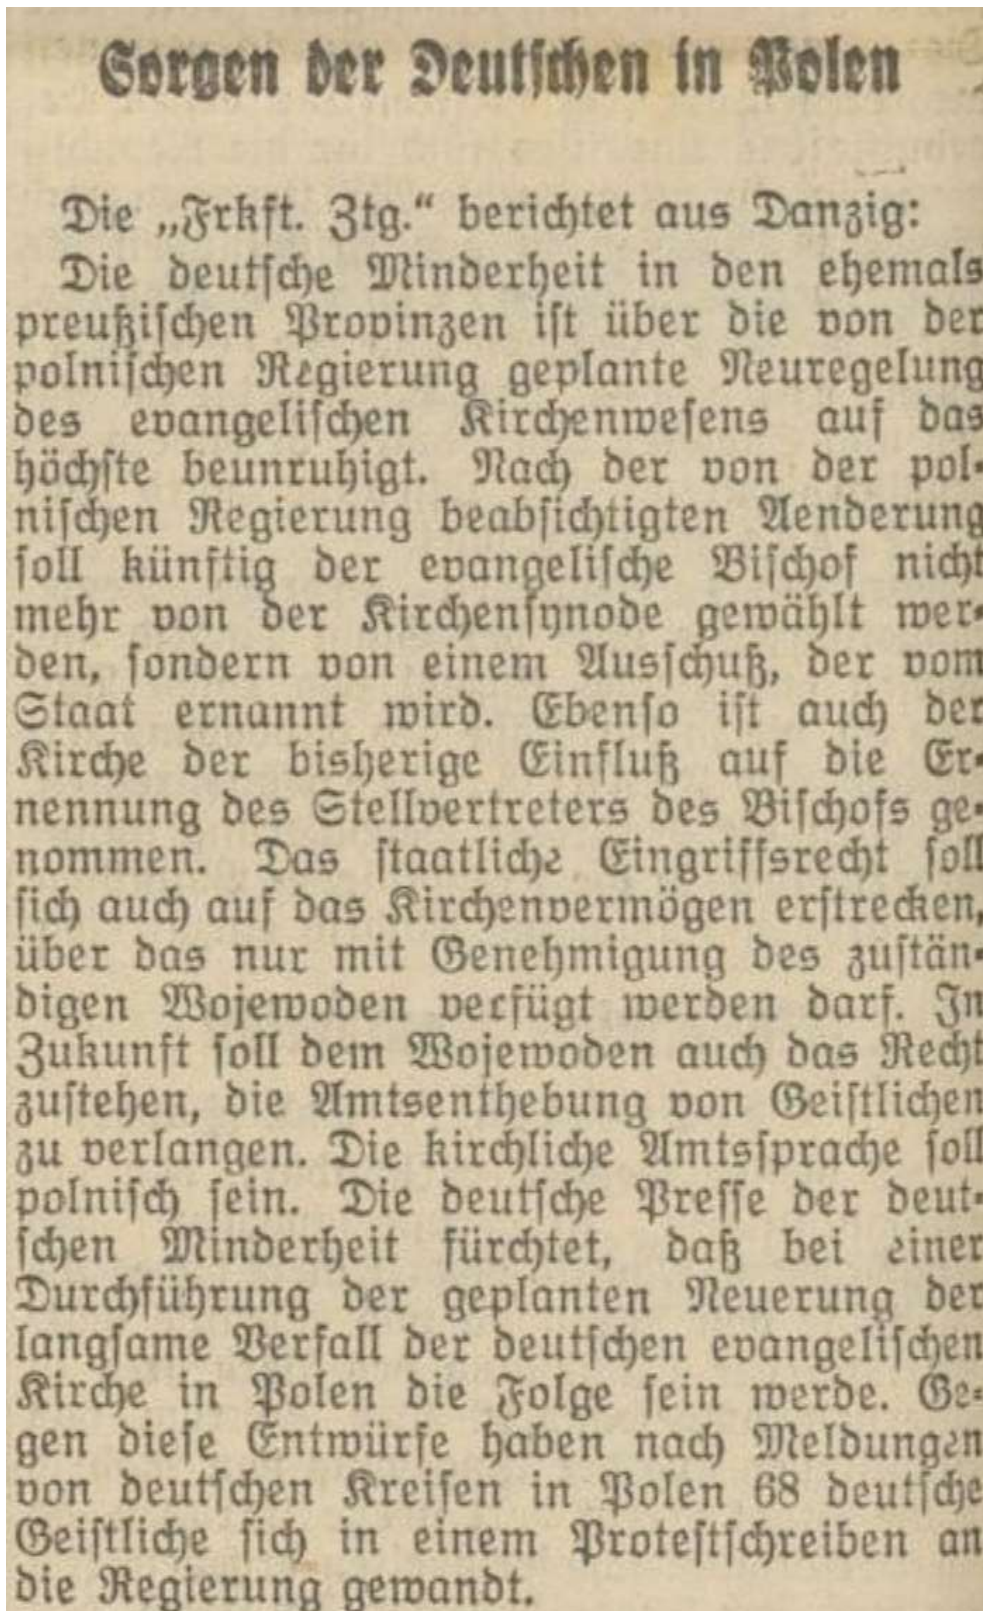 Sorgen der Deutschen in Polen
Die „Frkft. Ztg.“ berichtet aus Danzig:
Die deutsche Minderheit in den ehemals
preußischen Provinzen ist über die von der
polnischen Regierung geplante Neuregelung
des evangelischen Kirchenwesens auf das
höchste beunruhigt. Nach der von der pol-
nischen Regierung beabsichtigten Aenderung
soll künftig der evangelische Bischof nicht
mehr von der Kirchensynode gewählt wer-
den, sondern von einem Ausschuß, der vom
Staat ernannt wird. Ebenso ist auch der
Kirche der bisherige Einfluß auf die Er-
nennung des Stellvertreters des Bischofs ge-
nommen. Das staatliche Eingriffsrecht soll
sich auch auf das Kirchenvermögen erstrecken,
über das nur mit Genehmigung des zustän-
digen Wojewoden verfügt werden darf. In
Zukunft soll dem Wojewoden auch das Recht
zustehen, die Amtsenthebung von Geistlichen
zu verlangen. Die kirchliche Amtssprache soll
polnisch sein. Die deutsche Presse der deut-
schen Minderheit fürchtet, daß bei einer
Durchführung der geplanten Neuerung der
langsame Verfall der deutschen evangelischen
Kirche in Polen die Folge sein werde. Ge-
gen diese Entwürfe haben nach Meldungen
von deutschen Kreisen in Polen 68 deutsche
Geistliche sich in einem Protestschreiben an
die Regierung gewandt.